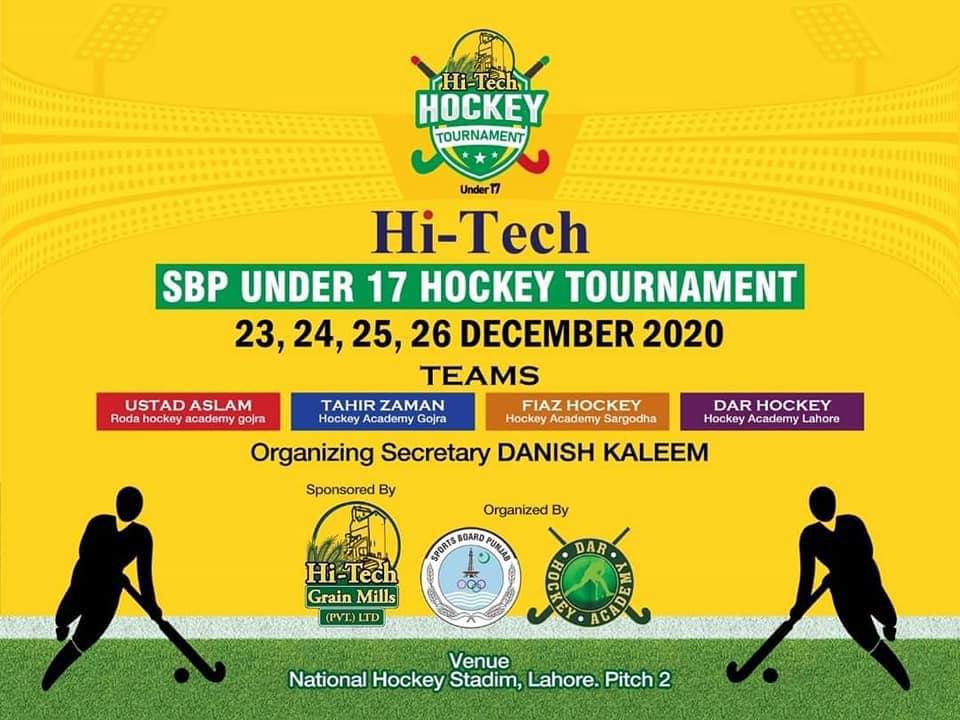 Hi-Tech
HOCKEY
TOURNAMENT
Under 17
Hi-Tech
SBP UNDER 17 HOCKEY TOURNAMENT
23, 24, 25, 26 DECEMBER 2020
TEAMS
USTAD ASLAM
Roda hockey academy gojra
TAHIR ZAMAN
Hockey Academy Gojra
FIAZ HOCKEY
Hockey Academy Sargodha
DAR HOCKEY
Hockey Academy Lahore
Organizing Secretary DANISH KALEEM
Sponsored By
Hi-Tech
Grain Mills
(PVT.) LTD
Organized By
SPORTS BOARD PUNJAB
DAR HOCKEY ACADEMY
Venue
National Hockey Stadim, Lahore. Pitch 2